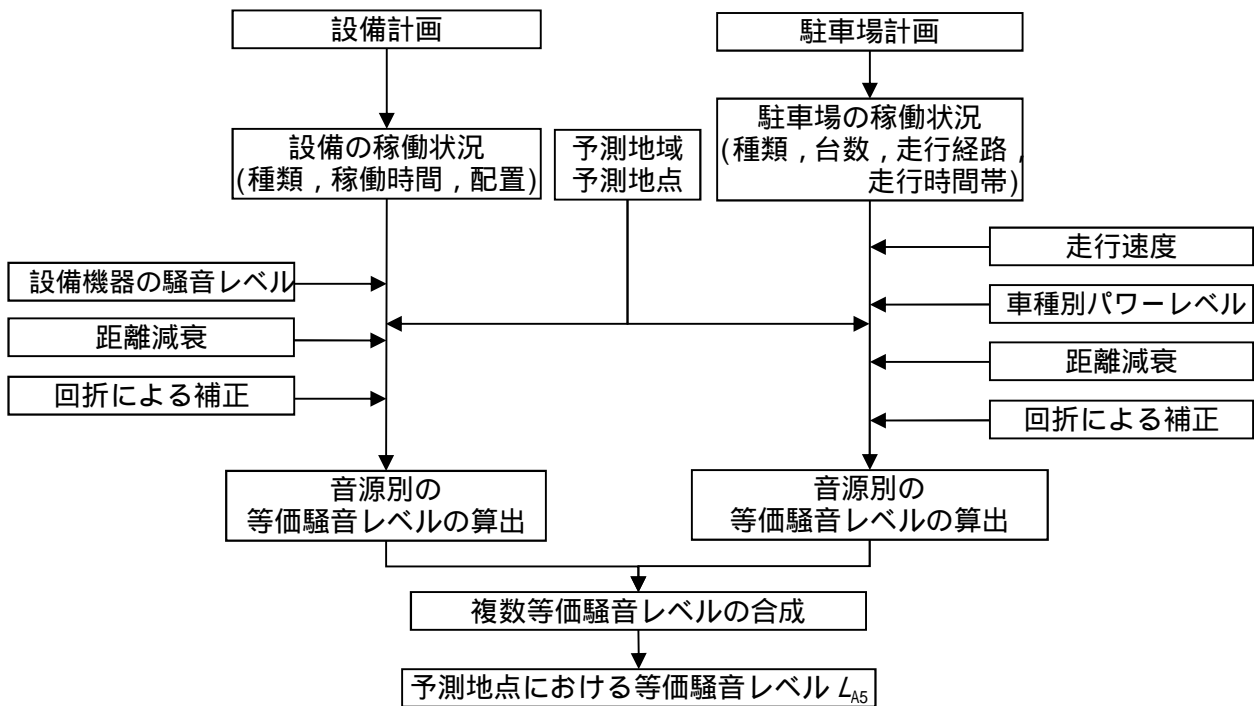 設備計画
駐車場計画
設備の稼働状況
(種類，稼働時間，配置)
予測地域
予測地点
駐車場の稼働状況
(種類，台数，走行経路，
走行時間帯)
設備機器の騒音レベル
距離減衰
回折による補正
走行速度
車種別パワーレベル
距離減衰
回折による補正
音源別の
等価騒音レベルの算出
音源別の
等価騒音レベルの算出
複数等価騒音レベルの合成
予測地点における等価騒音レベル LA5